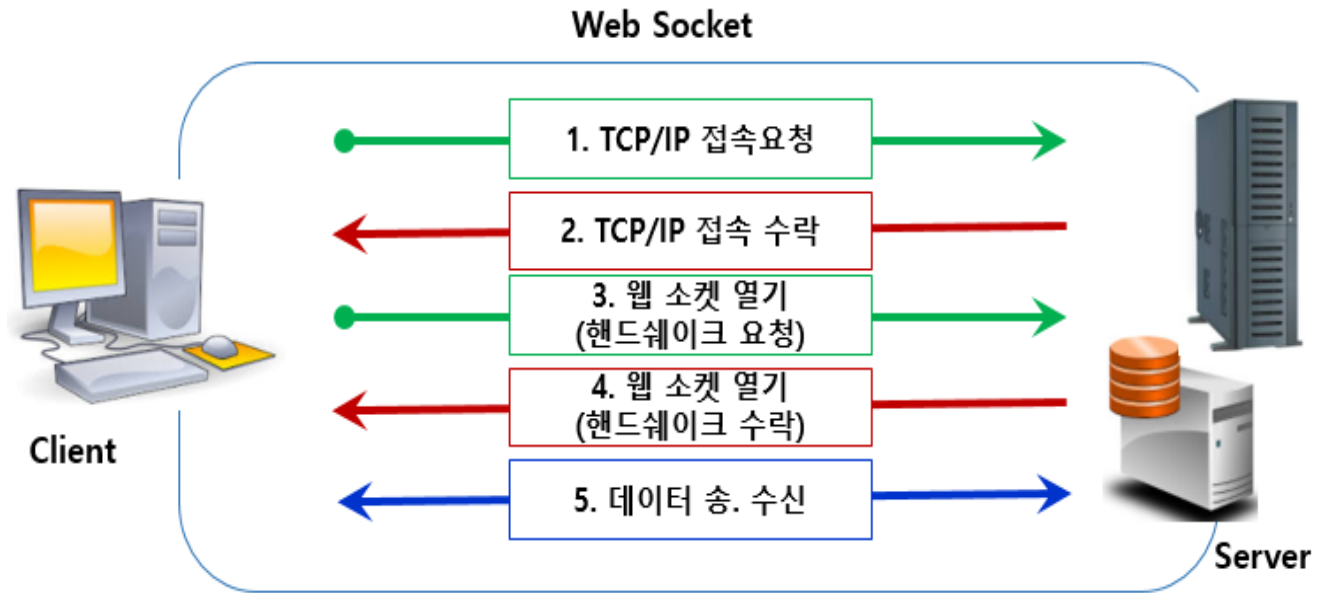 Web Socket
1. TCP/IP 접속요청
2. TCP/IP 접속 수락
3. 웹 소켓 열기
(핸드쉐이크 요청)
4. 웹 소켓 열기
(핸드쉐이크 수락)
5. 데이터 송. 수신
Client
Server